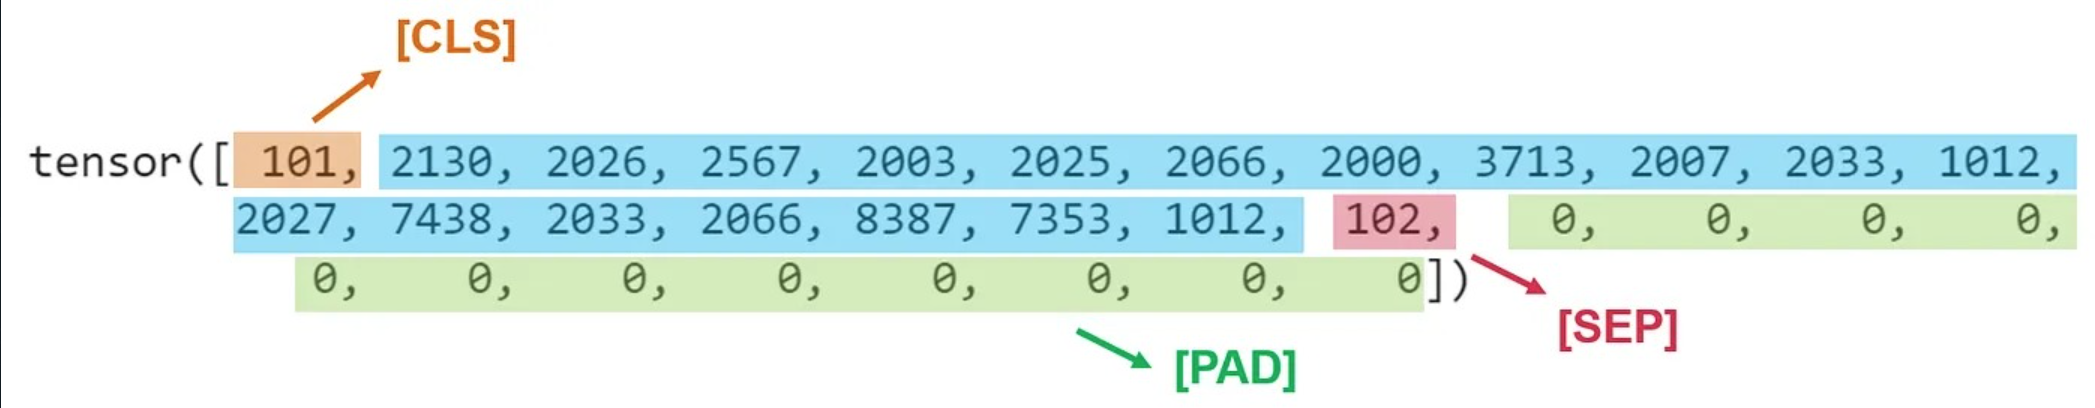 [CLS]
tensor([ 101, 2130, 2026, 2567, 2003, 2025, 2066, 2000, 3713, 2007, 2033, 1012,
2027, 7438, 2033, 2066, 8387, 7353, 1012, 102, 0, 0, 0, 0,
0, 0, 0, 0, 0, 0, 0, 0])
[SEP]
[PAD]